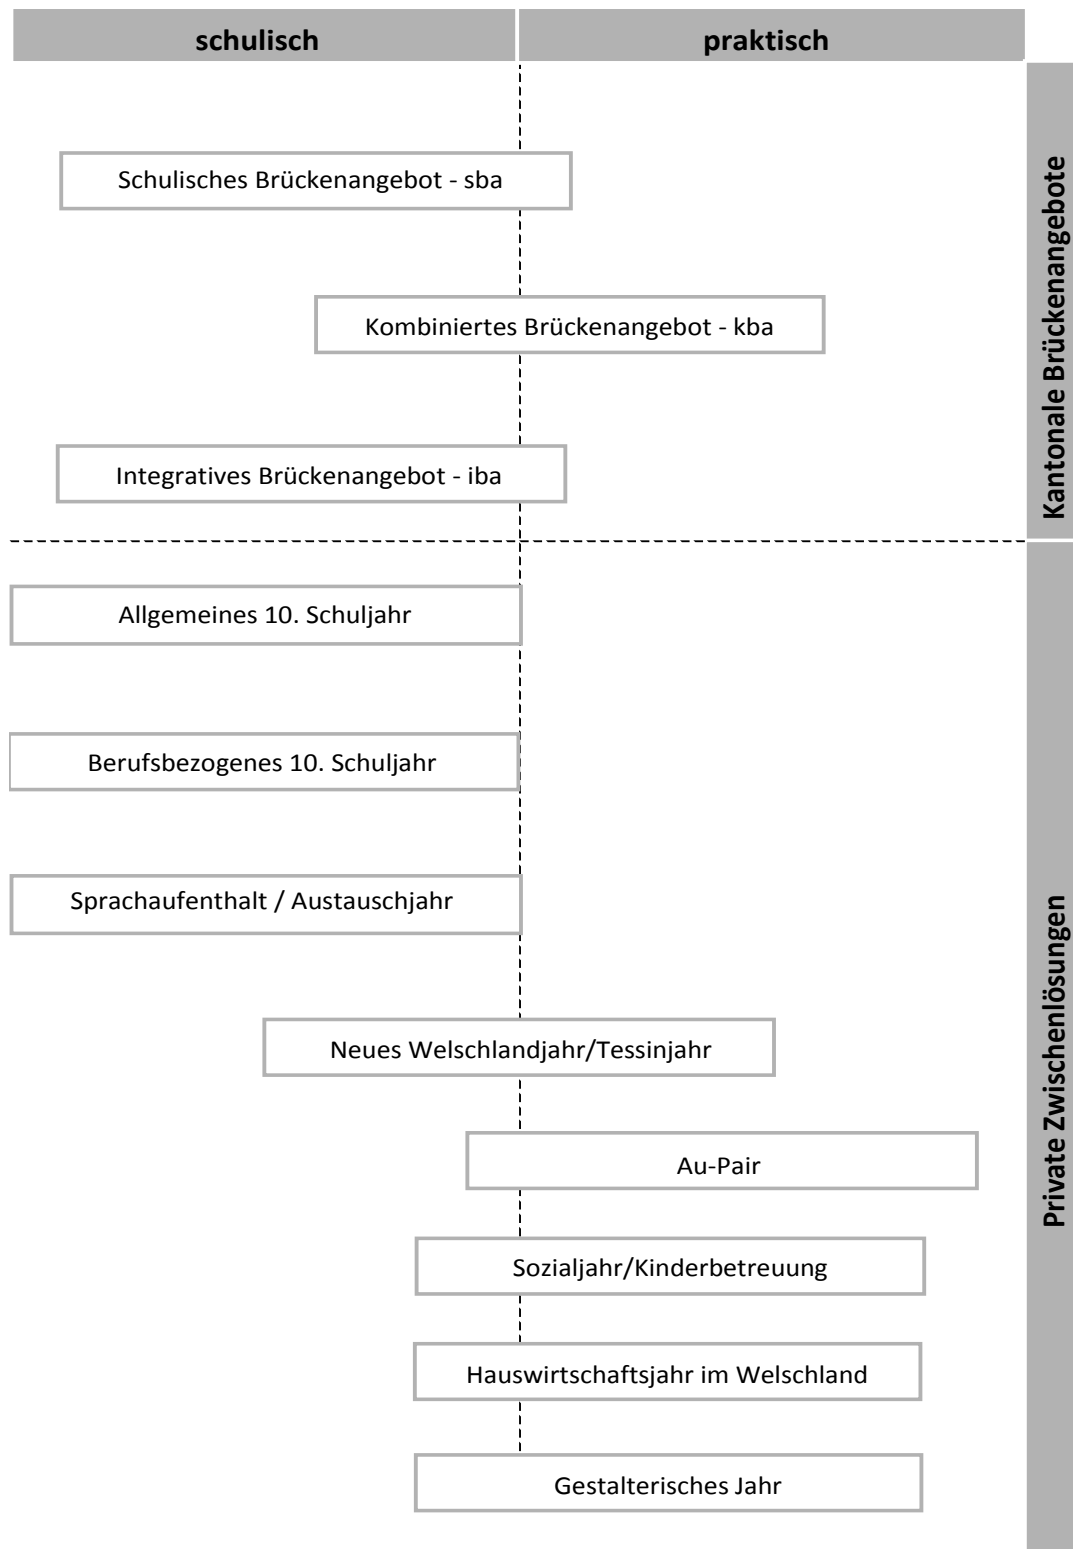 schulisch
praktisch
Kantonale Brückenangebote
Schulisches Brückenangebot - sba
Kombiniertes Brückenangebot - kba
Integratives Brückenangebot - iba
Private Zwischenlösungen
Allgemeines 10. Schuljahr
Berufsbezogenes 10. Schuljahr
Sprachaufenthalt / Austauschjahr
Neues Welschlandjahr/Tessinjahr
Au-Pair
Sozialjahr/Kinderbetreuung
Hauswirtschaftsjahr im Welschland
Gestalterisches Jahr